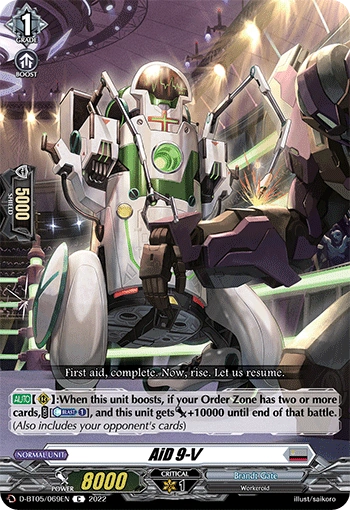 1
GRADE
BOOST
5000
SHIELD
First aid, complete. Now, rise. Let us resume.
AUTO [ ]:When this unit boosts, if your Order Zone has two or more
cards, [ BLAST 1], and this unit gets +10000 until end of that battle.
(Also includes your opponent's cards)
NORMAL UNIT
AiD 9-V
POWER 8000
CRITICAL
1
Brandt Gate
Workeroid
D-BT05/069EN C 2022
illust/saikoro